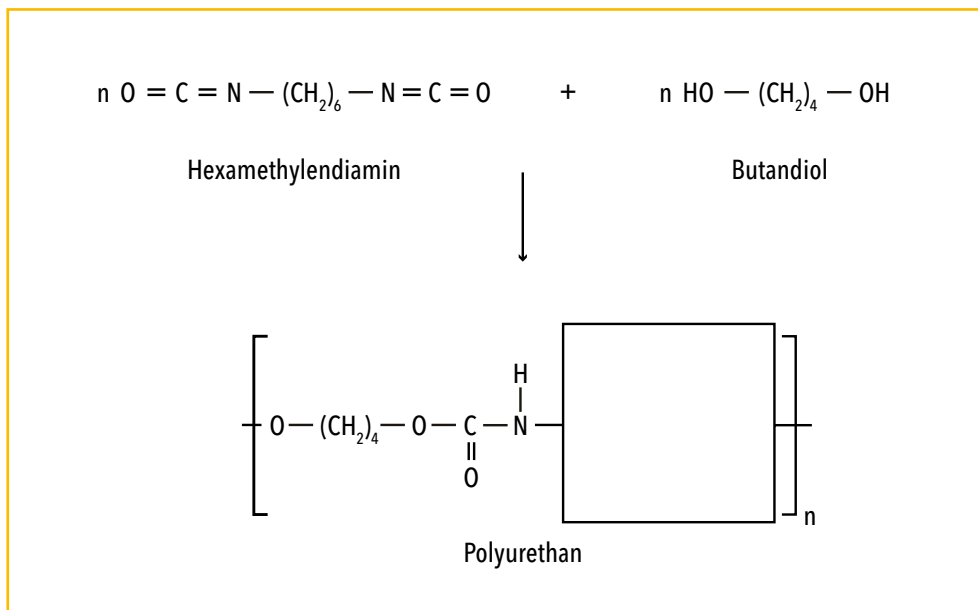 n O = C = N — (CH₂)₆ — N = C = O + n HO — (CH₂)₄ — OH
Hexamethylendiamin Butandiol
H
O — (CH₂)₄ — O — C — N —
O
n
Polyurethan